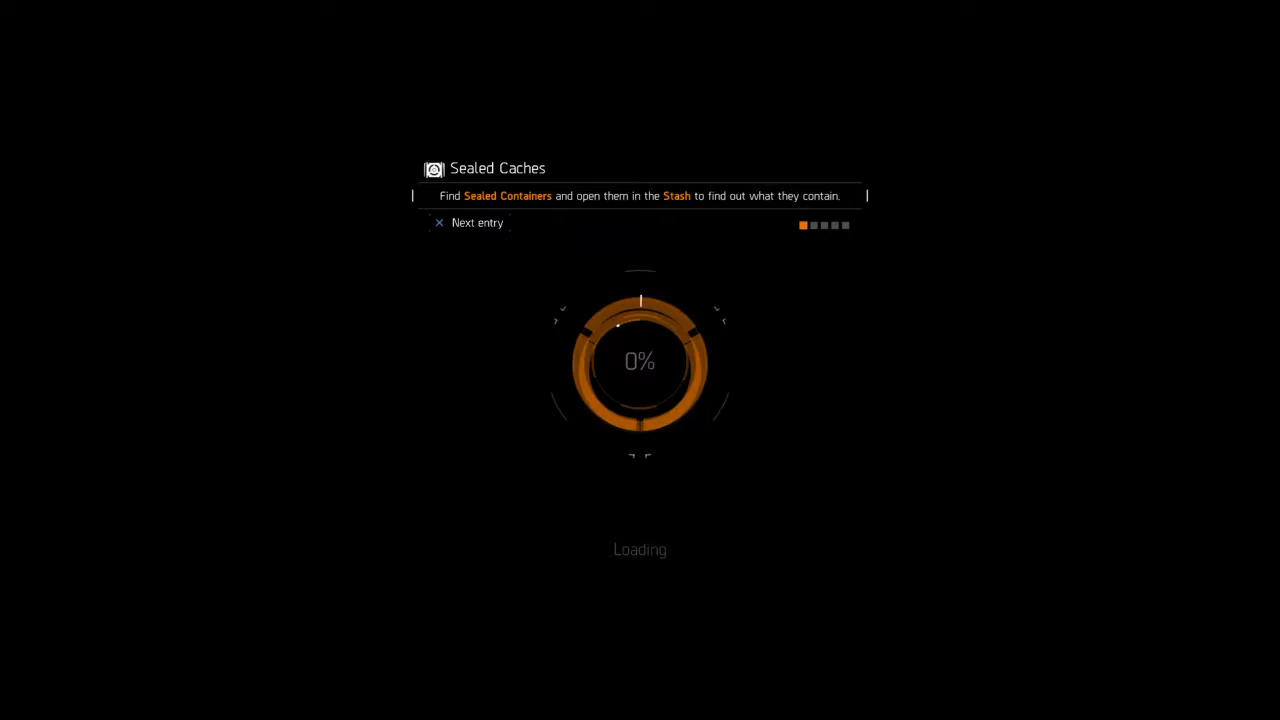 Sealed Caches
Find Sealed Containers and open them in the Stash to find out what they contain.
Next entry
0%
Loading